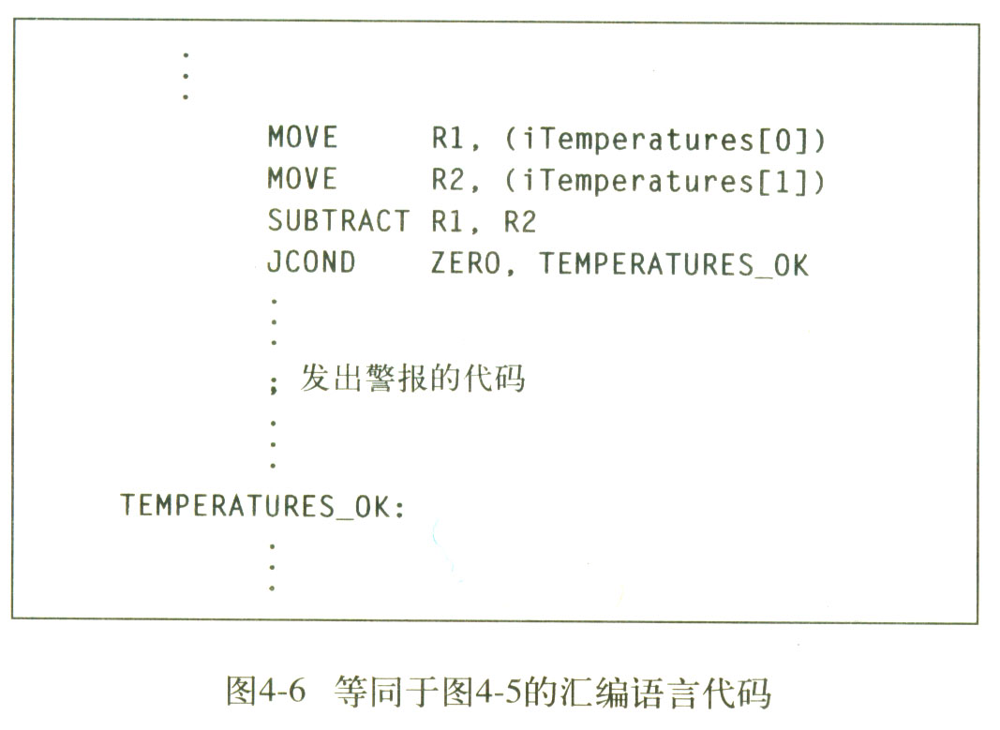 MOVE R1, (iTemperatures[0])
MOVE R2, (iTemperatures[1])
SUBTRACT R1, R2
JCOND ZERO, TEMPERATURES_OK
; 发出警报的代码
TEMPERATURES_OK:
图4-6 等同于图4-5的汇编语言代码